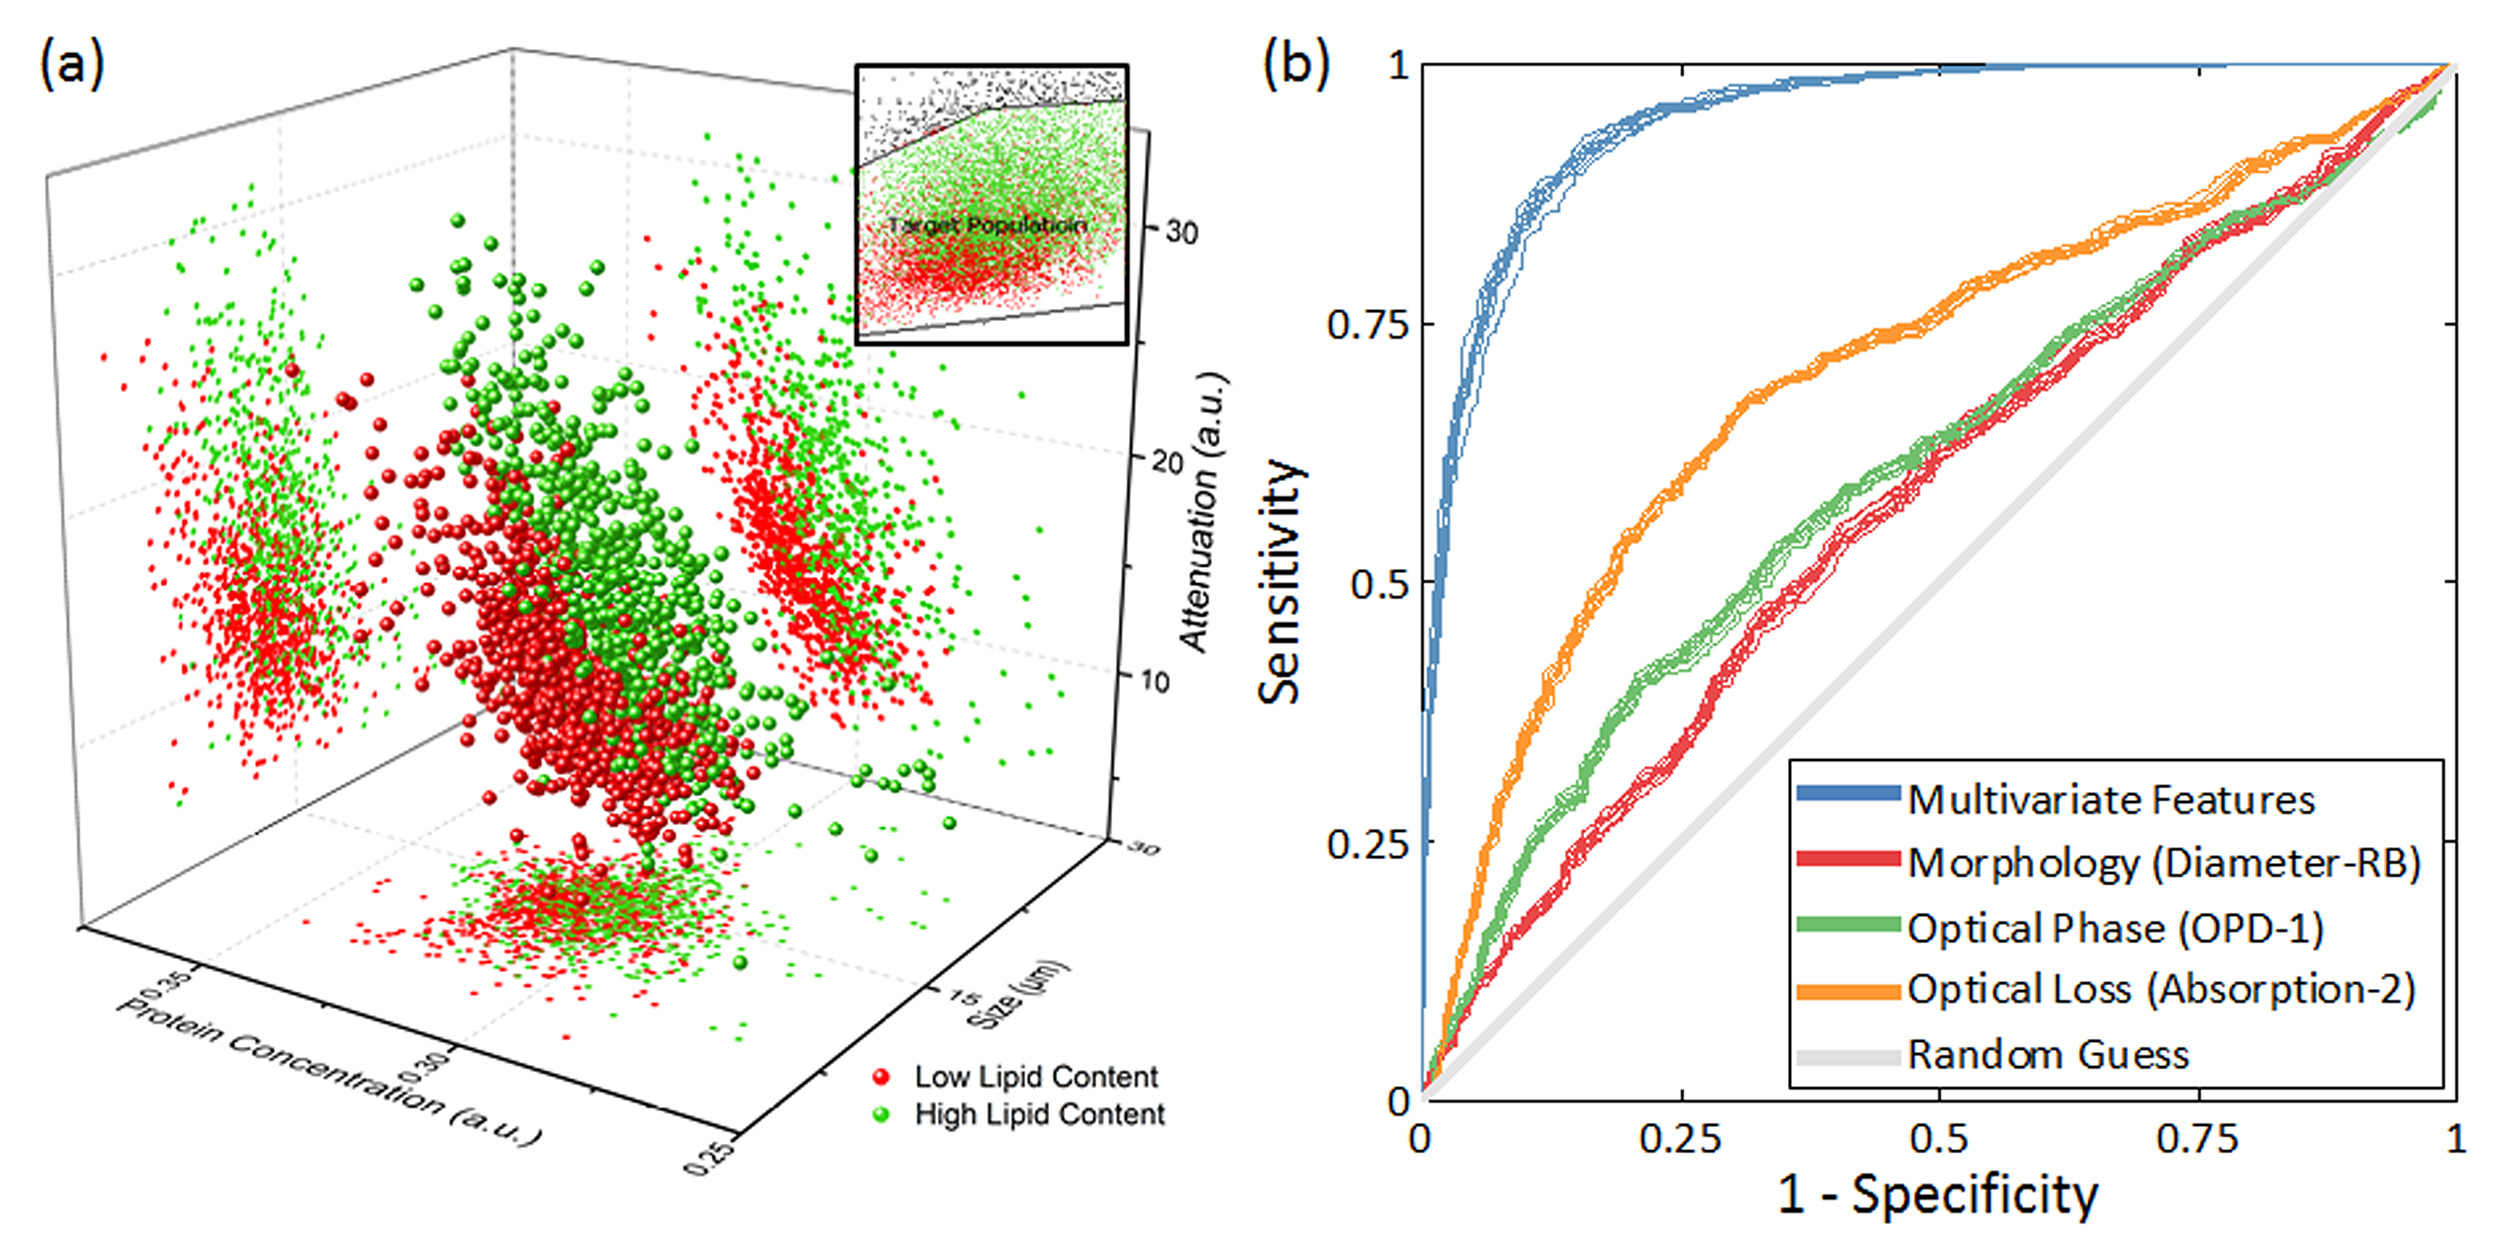 (a)
Target Populatioin
30
20
10
Attenuation (a.u.)
30
15
Size (µm)
0.35
0.30
0.25
Protein Concentration (a.u.)
Low Lipid Content
High Lipid Content
(b)
1
0.75
0.5
0.25
0
Sensitivity
0
0.25
0.5
0.75
1
1 - Specificity
Multivariate Features
Morphology (Diameter-RB)
Optical Phase (OPD-1)
Optical Loss (Absorption-2)
Random Guess